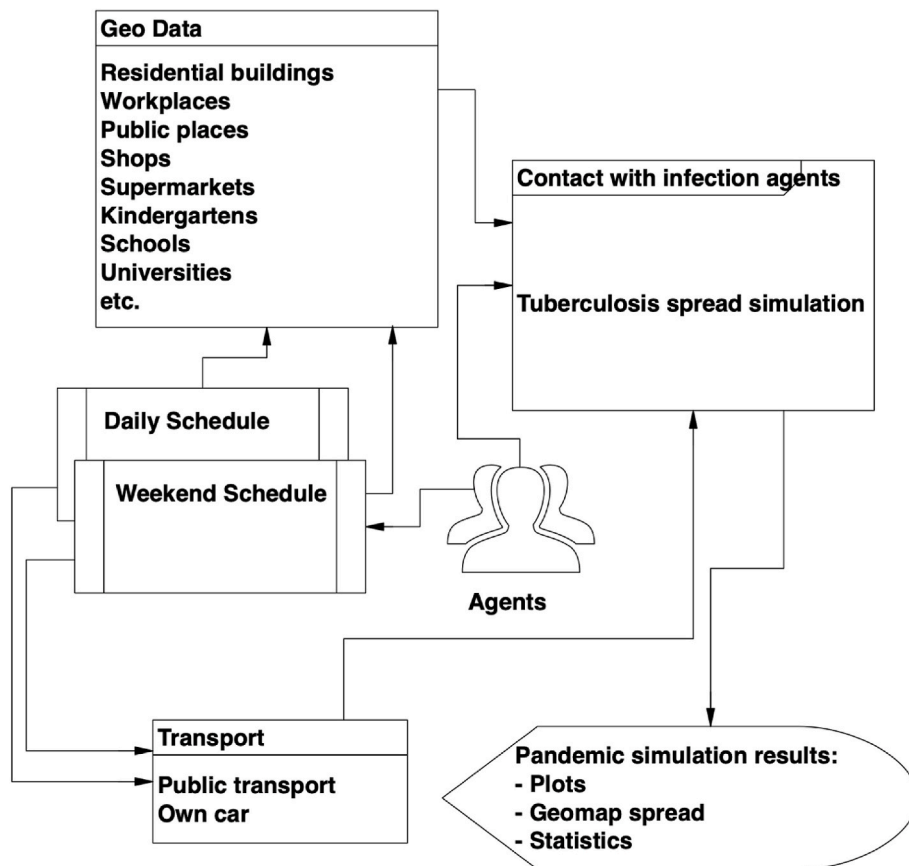 Geo Data
Residential buildings
Workplaces
Public places
Shops
Supermarkets
Kindergartens
Schools
Universities
etc.
Contact with infection agents
Tuberculosis spread simulation
Daily Schedule
Weekend Schedule
Agents
Transport
Public transport
Own car
Pandemic simulation results:
- Plots
- Geomap spread
- Statistics